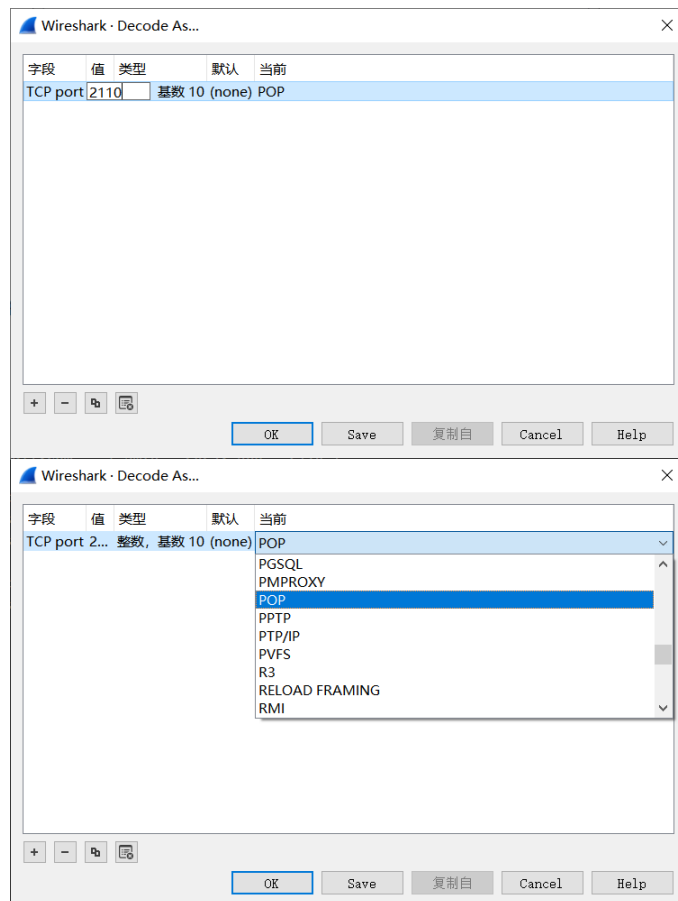 Wireshark · Decode As...
字段 值 类型 默认 当前
TCP port 2110 基数 10 (none) POP
+ −
OK Save 复制自 Cancel Help
Wireshark · Decode As...
字段 值 类型 默认 当前
TCP port 2... 整数, 基数 10 (none) POP
PGSQL
PMPROXY
POP
PPTP
PTP/IP
PVFS
R3
RELOAD FRAMING
RMI
+ −
OK Save 复制自 Cancel Help